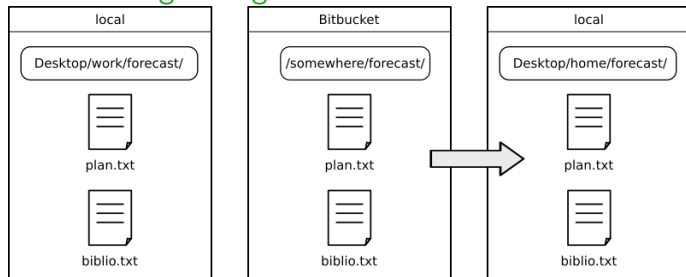 local
Desktop/work/forecast/
plan.txt
biblio.txt
Bitbucket
/somewhere/forecast/
plan.txt
biblio.txt
local
Desktop/home/forecast/
plan.txt
biblio.txt